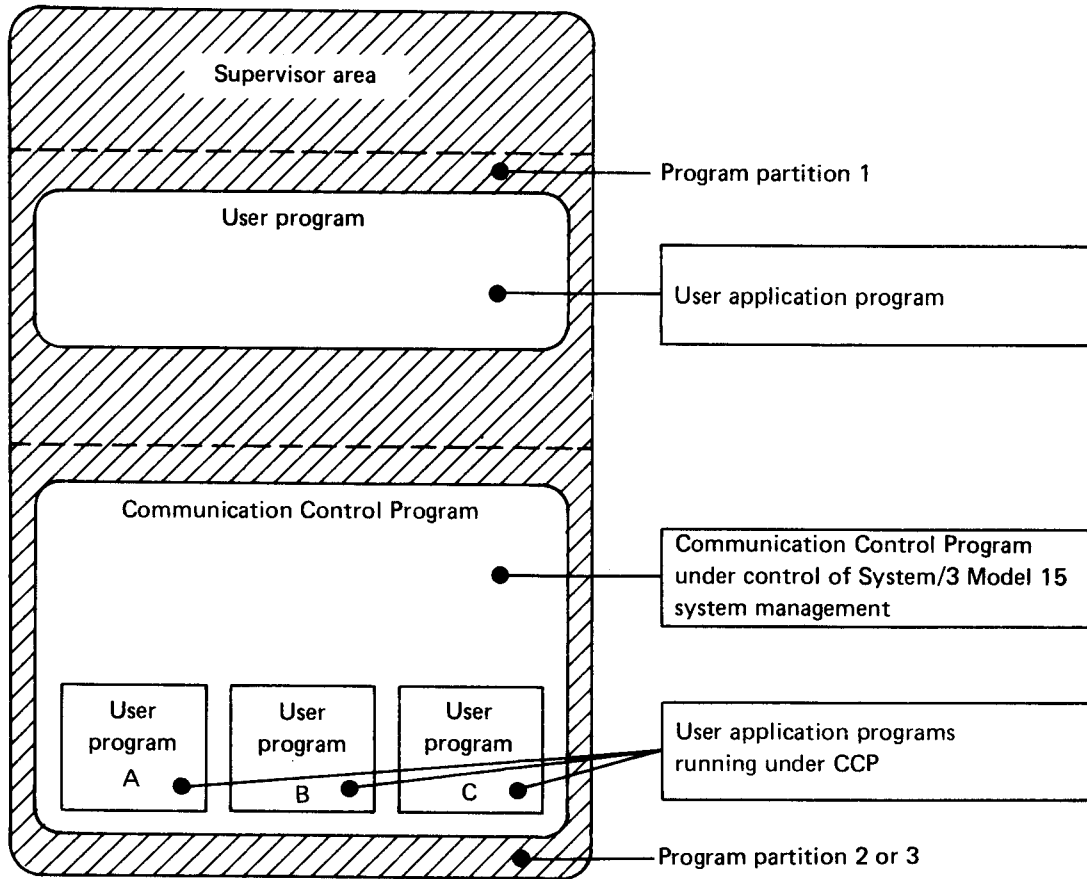 Supervisor area
Program partition 1
User program
User application program
Communication Control Program
Communication Control Program
under control of System/3 Model 15
system management
User
program
A
User
program
B
User
program
C
User application programs
running under CCP
Program partition 2 or 3